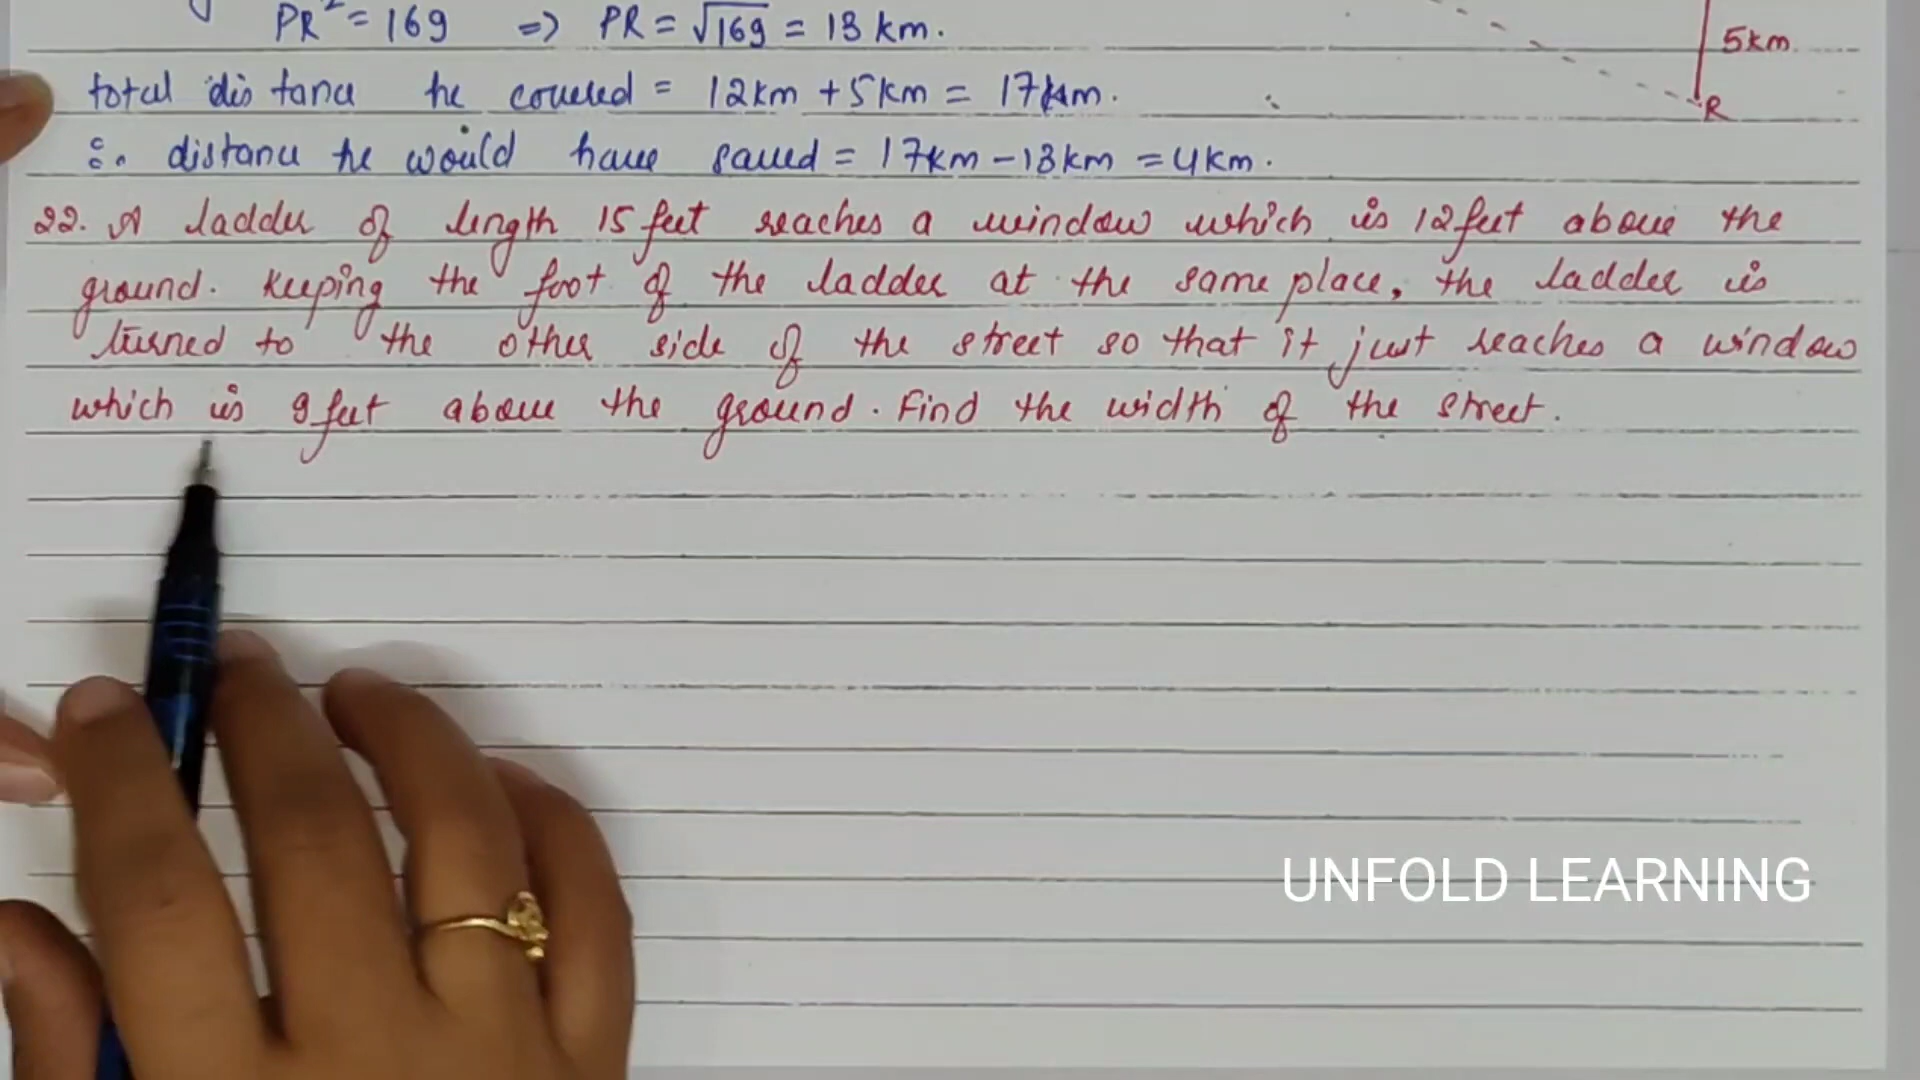 PR² = 169 ⇒ PR = √169 = 13 km.
5km
total distance he covered = 12km + 5km = 17km.
R
∴ distance he would have saved = 17km - 13km = 4km.
22. A ladder of length 15 feet reaches a window which is 12 feet above the
ground. Keeping the foot of the ladder at the same place, the ladder is
turned to the other side of the street so that it just reaches a window
which is 9 feet above the ground. Find the width of the street.
UNFOLD LEARNING